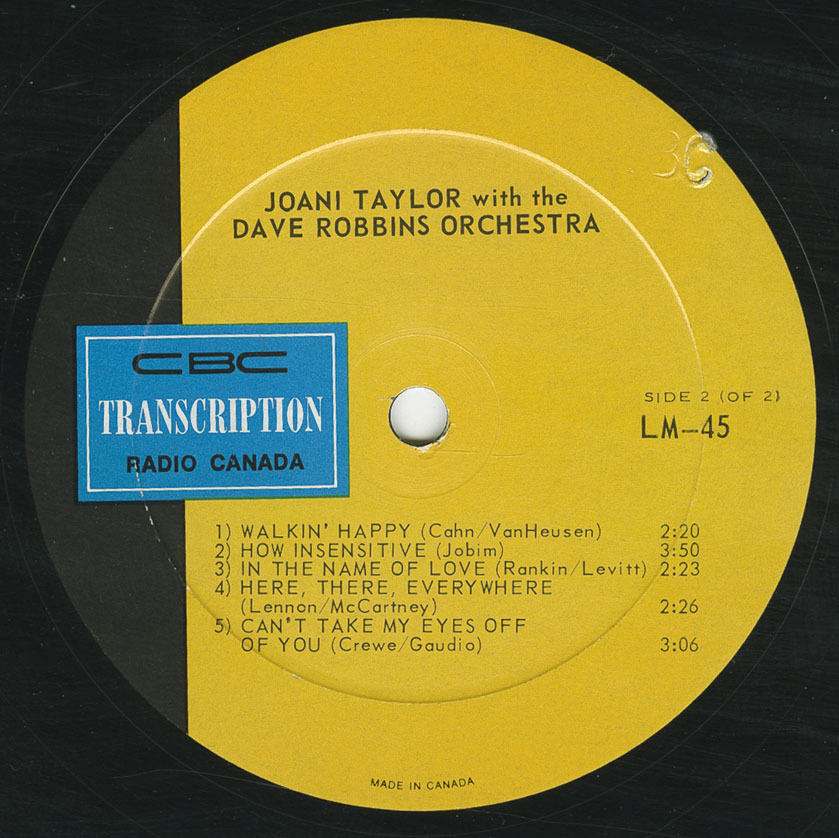 JOANI TAYLOR with the
DAVE ROBBINS ORCHESTRA
CBC
TRANSCRIPTION
RADIO CANADA
SIDE 2 (OF 2)
LM-45
1) WALKIN' HAPPY (Cahn/VanHeusen) 2:20
2) HOW INSENSITIVE (Jobim) 3:50
3) IN THE NAME OF LOVE (Rankin/Levitt) 2:23
4) HERE, THERE, EVERYWHERE
(Lennon/McCartney) 2:26
5) CAN'T TAKE MY EYES OFF
OF YOU (Crewe/Gaudio) 3:06
MADE IN CANADA